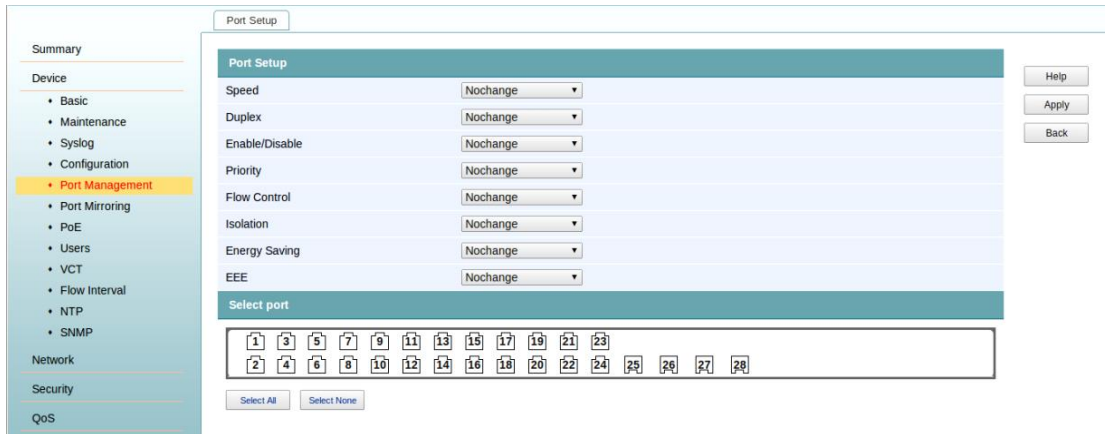 Port Setup
Summary
Device
Basic
Maintenance
Syslog
Configuration
Port Management
Port Mirroring
PoE
Users
VCT
Flow Interval
NTP
SNMP
Network
Security
QoS
Port Setup
Speed Nochange
Duplex Nochange
Enable/Disable Nochange
Priority Nochange
Flow Control Nochange
Isolation Nochange
Energy Saving Nochange
EEE Nochange
Select port
1 3 5 7 9 11 13 15 17 19 21 23
2 4 6 8 10 12 14 16 18 20 22 24 25 26 27 28
Select All Select None
Help
Apply
Back